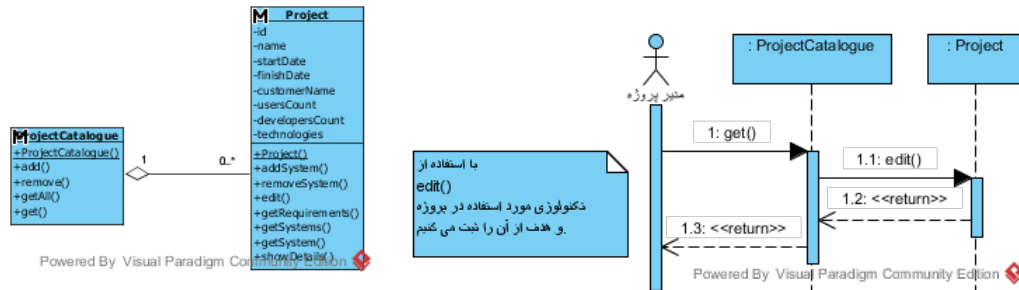 Project
-id
-name
-startDate
-finishDate
-customerName
-usersCount
-developersCount
-technologies
+Project()
+addSystem()
+removeSystem()
+edit()
+getRequirements()
+getSystems()
+getSystem()
+showDetails()
ProjectCatalogue
+ProjectCatalogue()
+add()
+remove()
+getAll()
+get()
1
0..*
Powered By Visual Paradigm Community Edition
با استفاده از
edit()
تکنولوژی مورد استفاده در پروژه
و هدف از آن را ثبت می کنیم.
مدیر پروژه
: ProjectCatalogue
: Project
1: get()
1.1: edit()
1.2: <<return>>
1.3: <<return>>
Powered By Visual Paradigm Community Edition